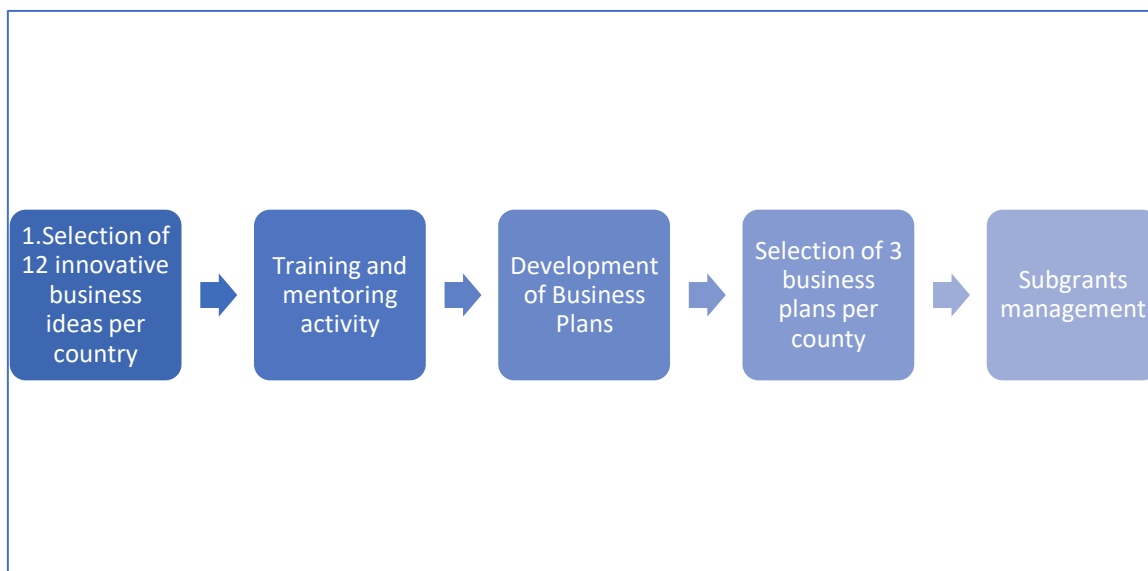 1.Selection of
12 innovative
business
ideas per
country
Training and
mentoring
activity
Development
of Business
Plans
Selection of 3
business
plans per
county
Subgrants
management